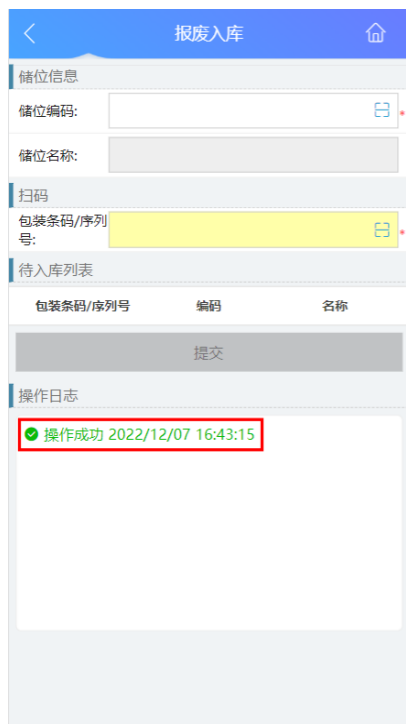 报废入库
储位信息
储位编码: *
储位名称:
扫码
包装条码/序列
号: *
待入库列表
包装条码/序列号 编码 名称
提交
操作日志
操作成功 2022/12/07 16:43:15